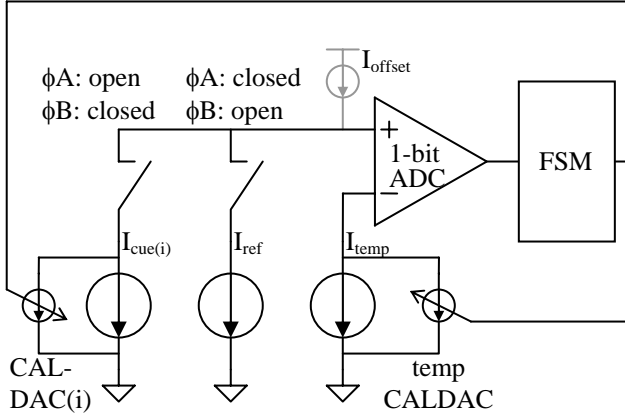 I_offset
ϕA: open
ϕB: closed
ϕA: closed
ϕB: open
+
1-bit
ADC
−
FSM
I_cue(i)
I_ref
I_temp
CAL-
DAC(i)
temp
CALDAC